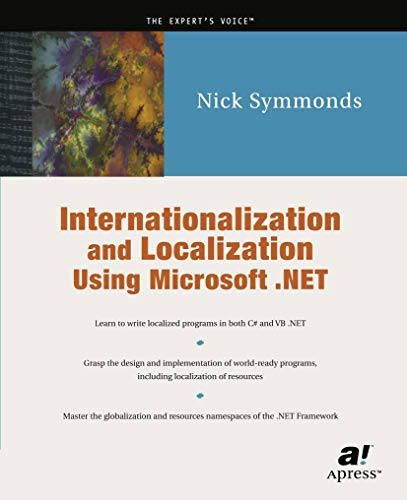 THE EXPERT'S VOICE™
Nick Symmonds
Internationalization
and Localization
Using Microsoft .NET
Learn to write localized programs in both C# and VB .NET
Grasp the design and implementation of world-ready programs,
including localization of resources
Master the globalization and resources namespaces of the .NET Framework
a!™
Apress™